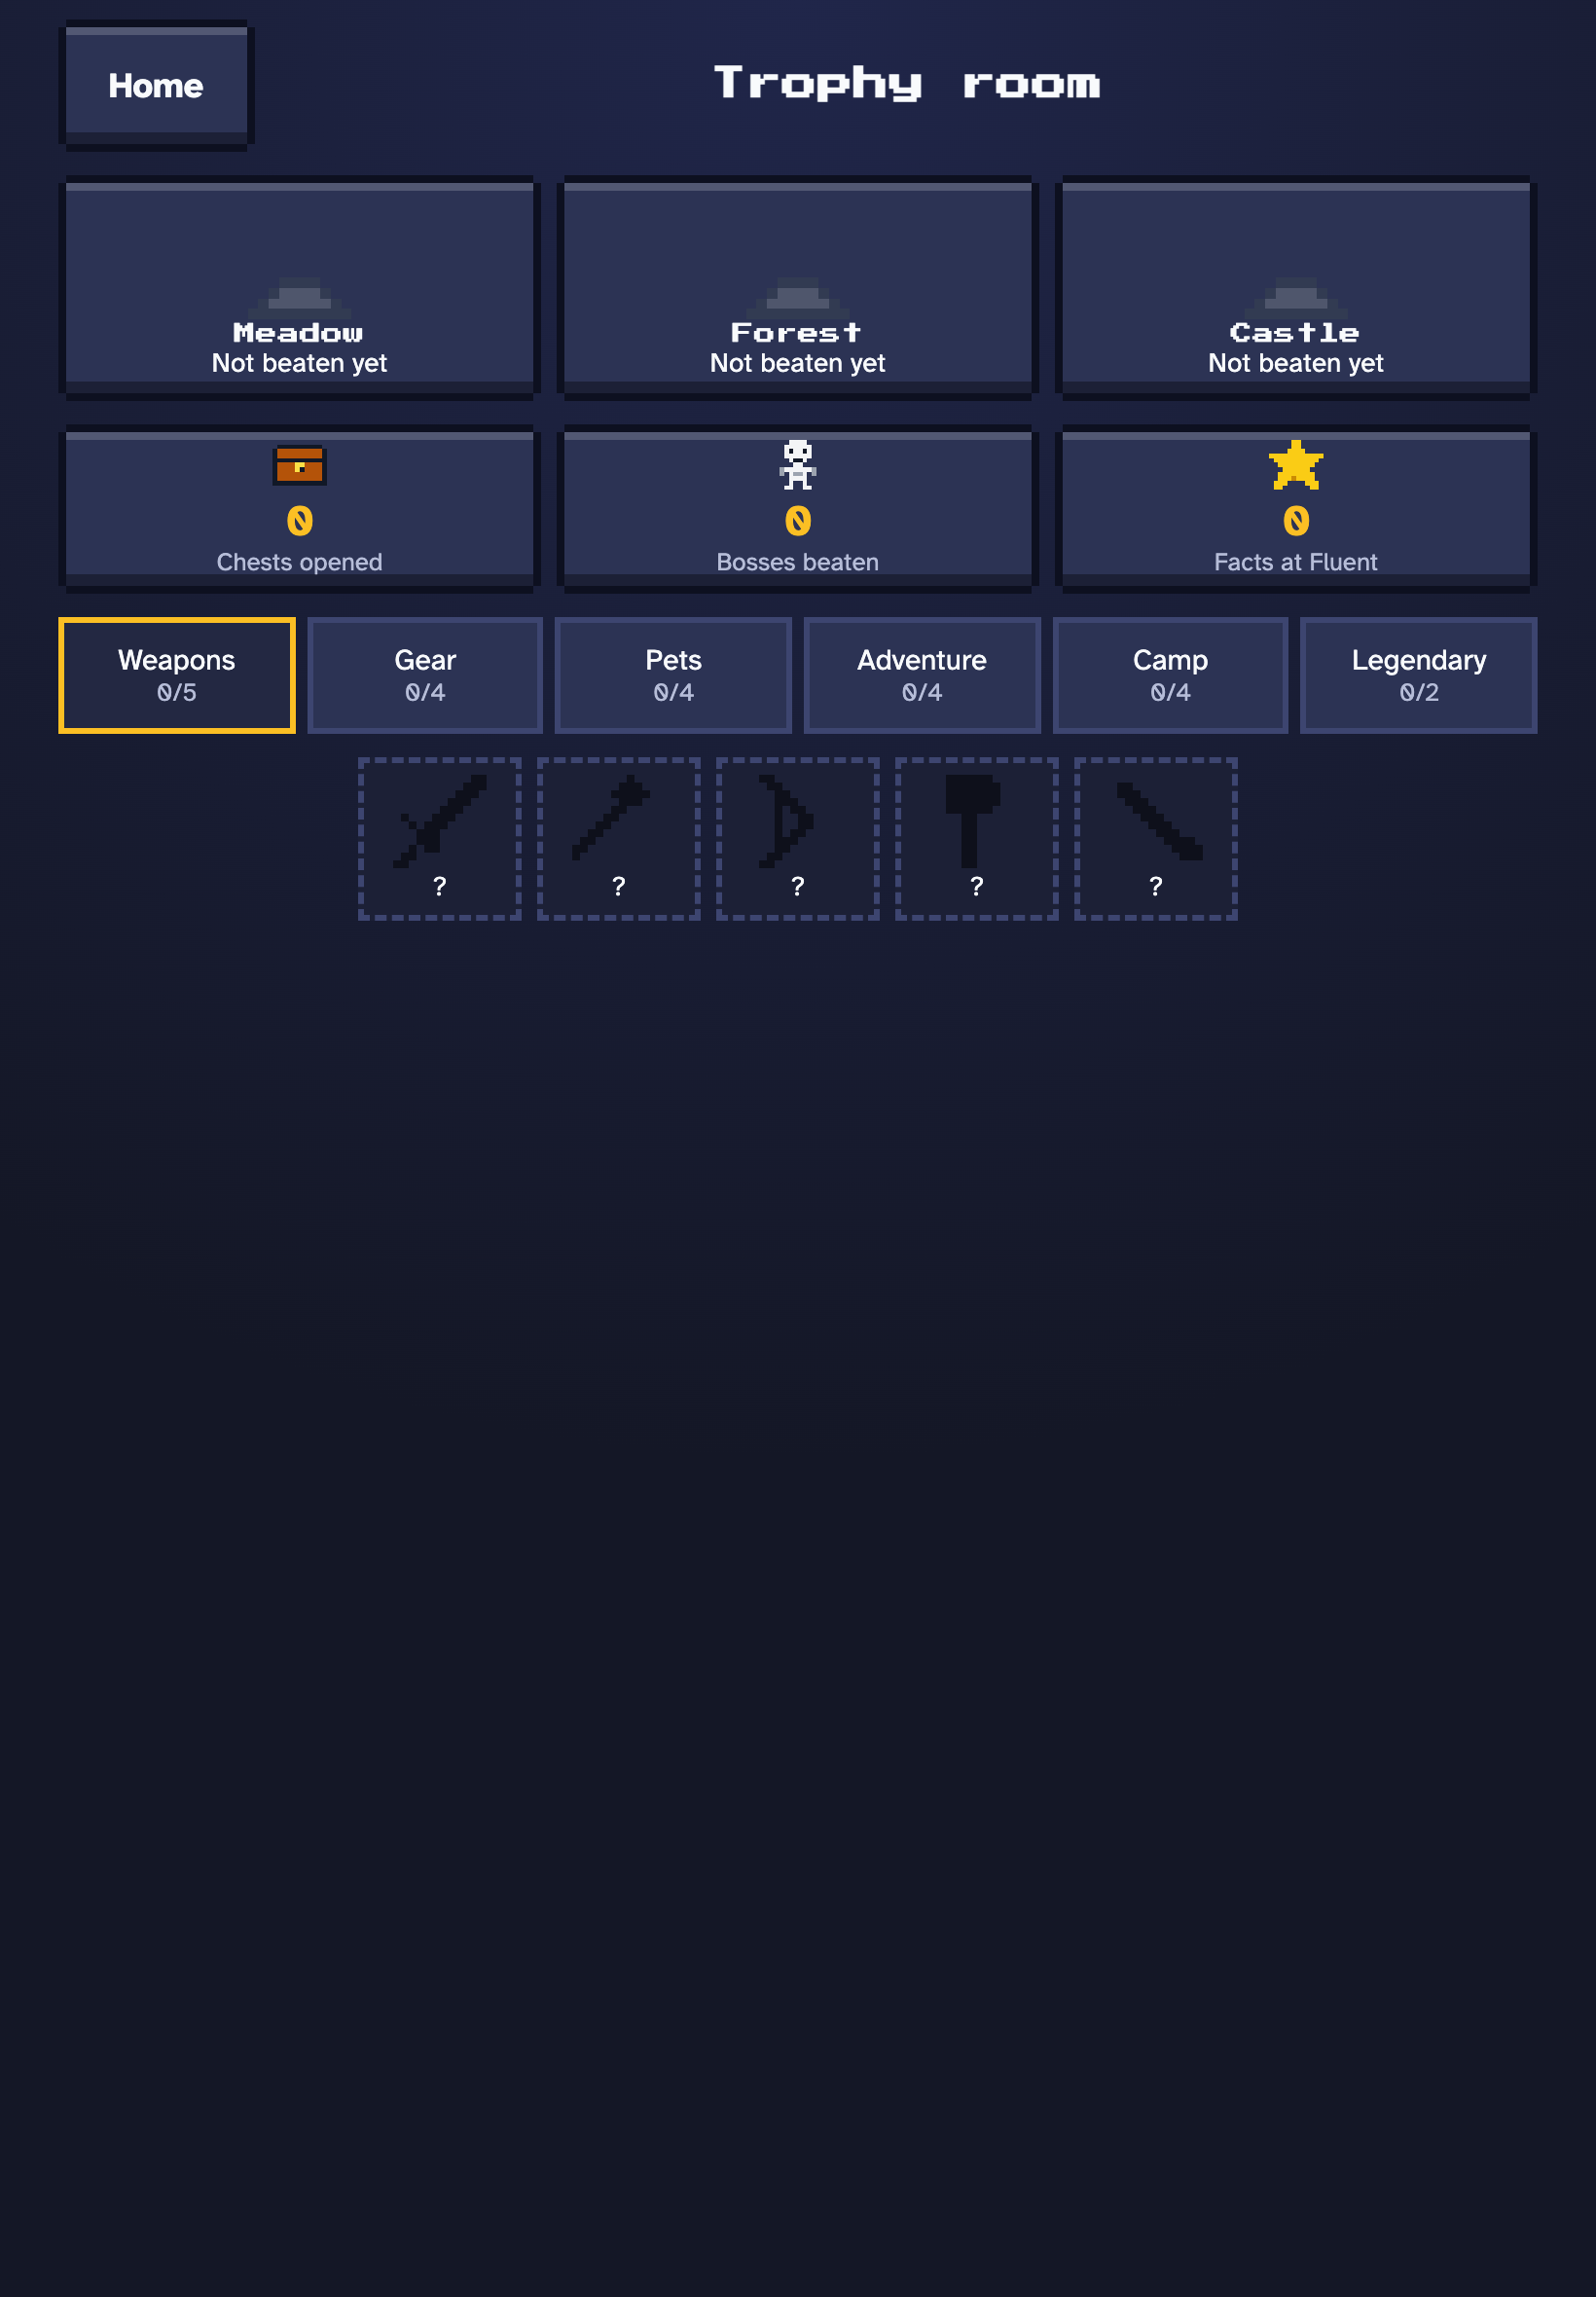 Home
Trophy room
Meadow
Not beaten yet
Forest
Not beaten yet
Castle
Not beaten yet
0
Chests opened
0
Bosses beaten
0
Facts at Fluent
Weapons
0/5
Gear
0/4
Pets
0/4
Adventure
0/4
Camp
0/4
Legendary
0/2
?
?
?
?
?